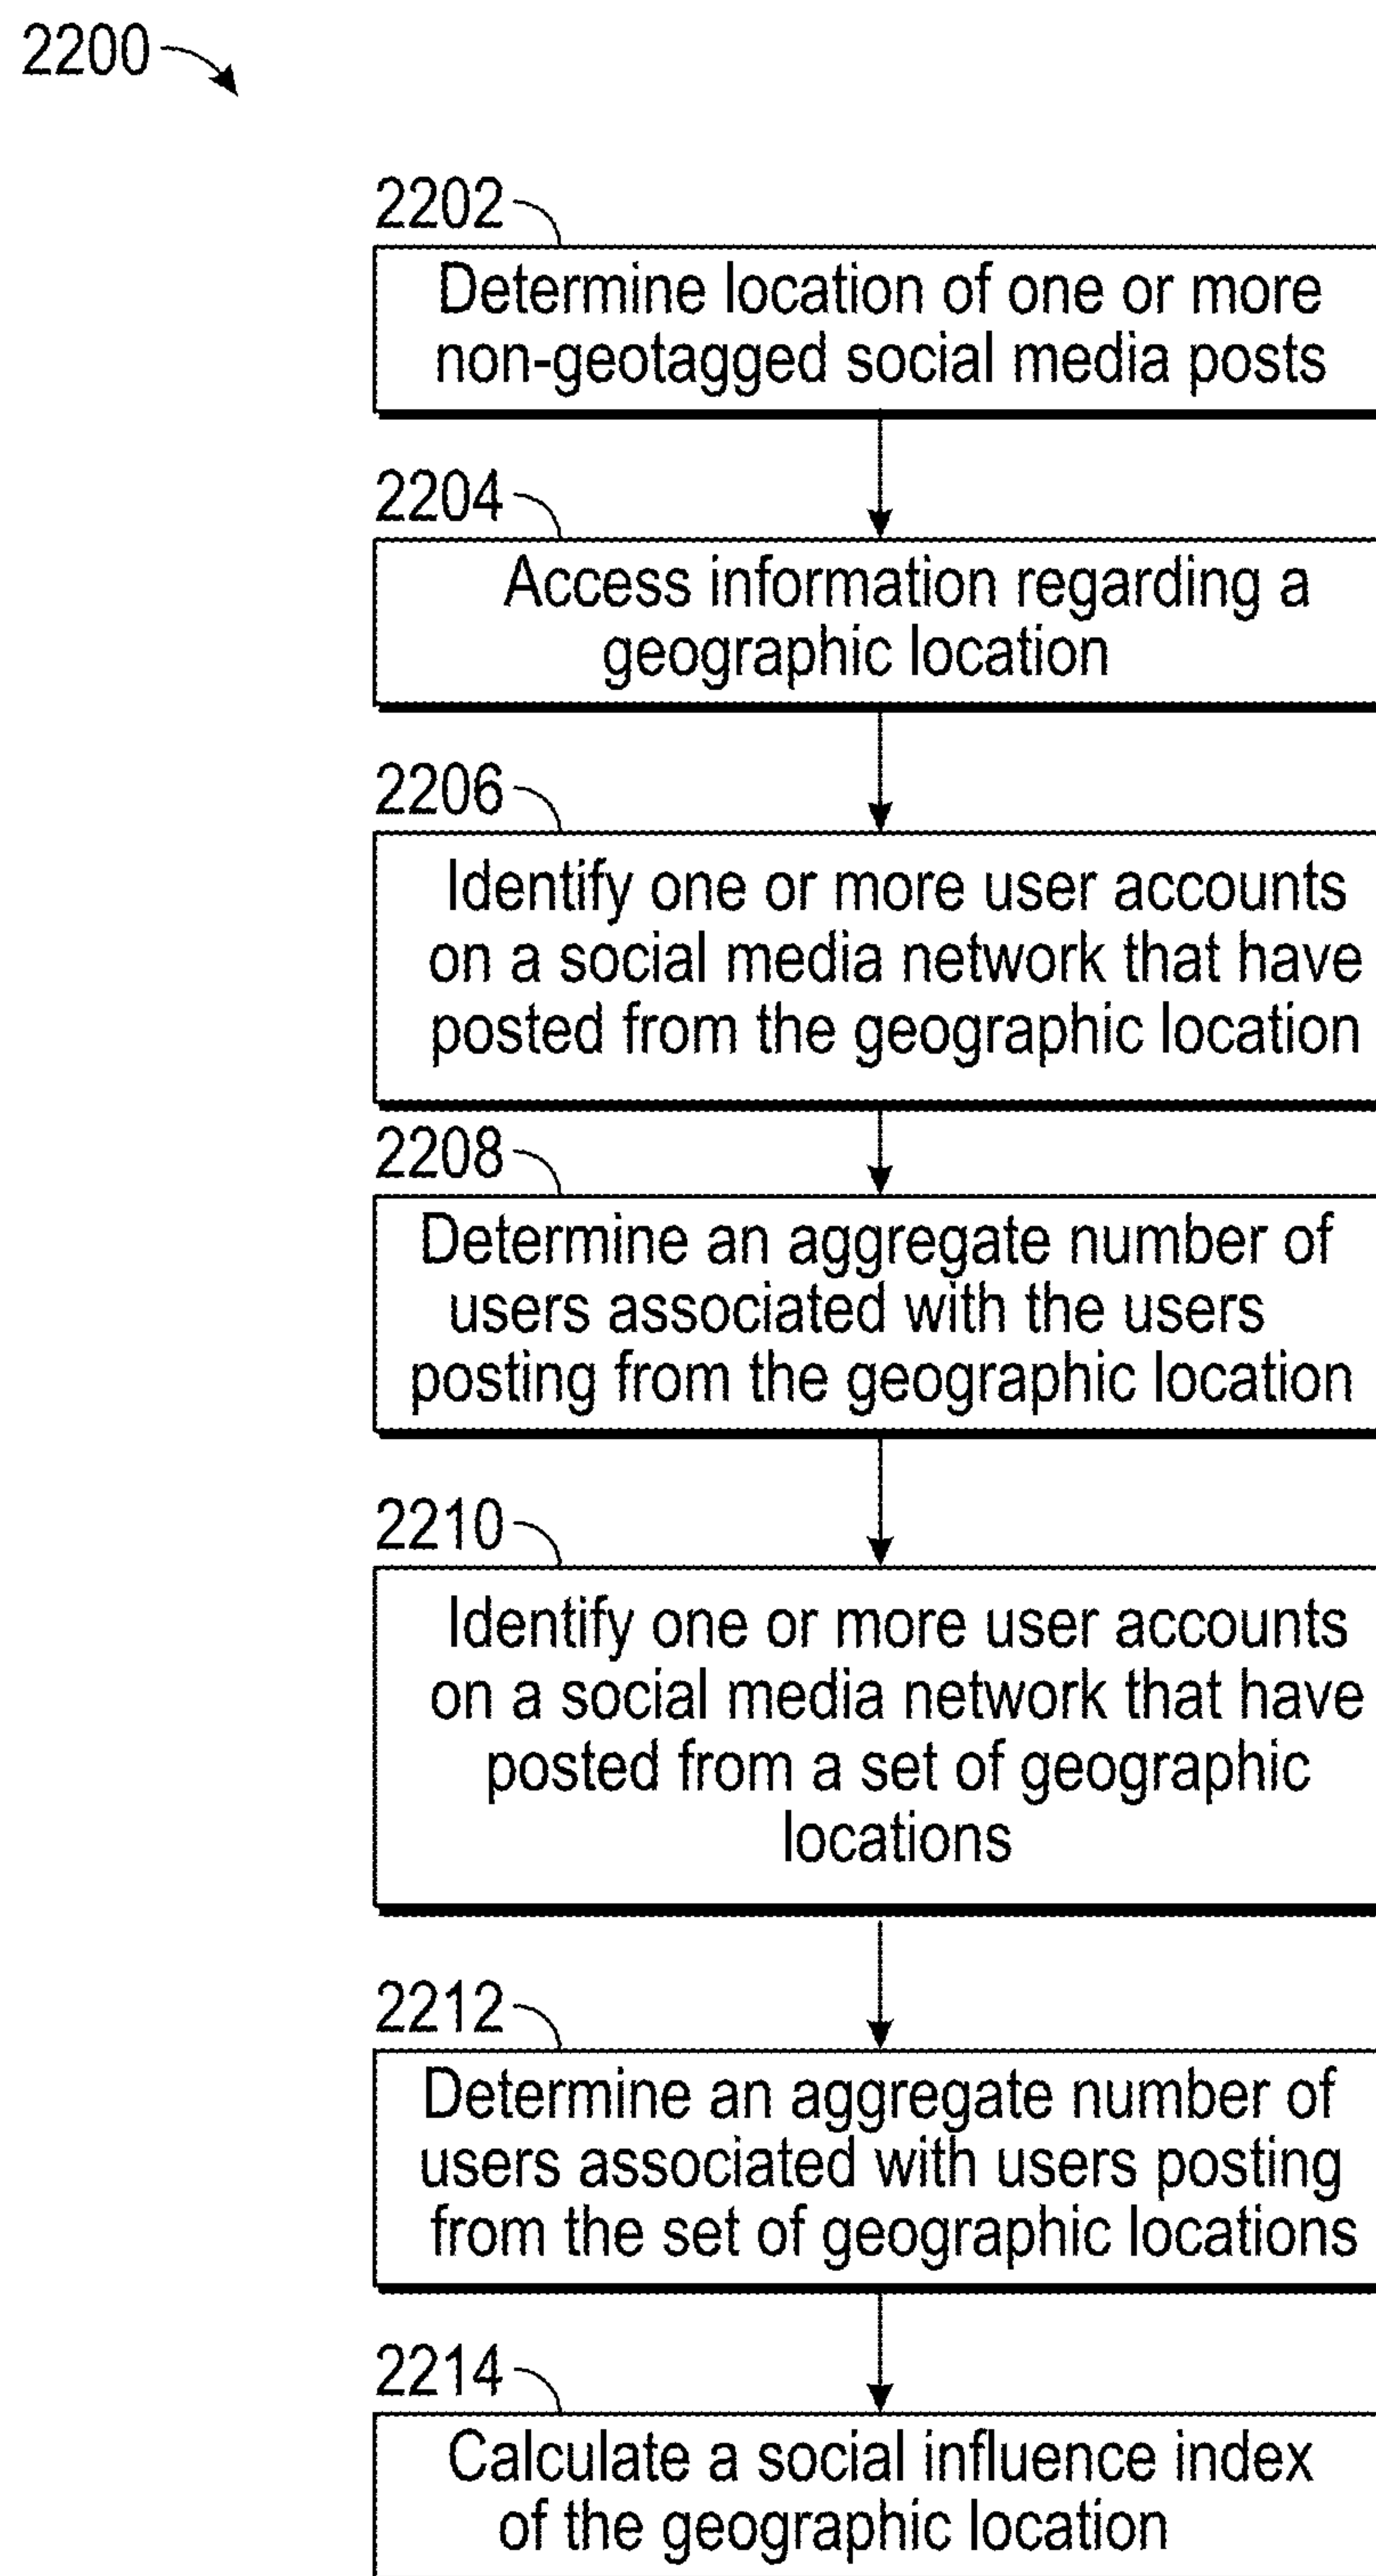 2200
2202
Determine location of one or more
non-geotagged social media posts
2204
Access information regarding a
geographic location
2206
Identify one or more user accounts
on a social media network that have
posted from the geographic location
2208
Determine an aggregate number of
users associated with the users
posting from the geographic location
2210
Identify one or more user accounts
on a social media network that have
posted from a set of geographic
locations
2212
Determine an aggregate number of
users associated with users posting
from the set of geographic locations
2214
Calculate a social influence index
of the geographic location